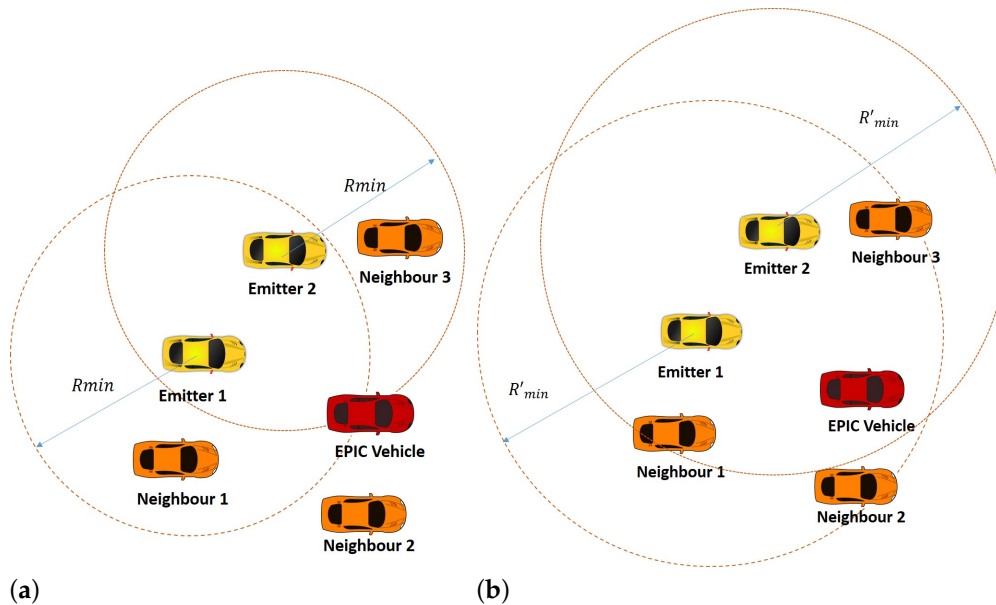 Rmin
Emitter 2
Neighbour 3
Rmin
Emitter 1
EPIC Vehicle
Neighbour 1
Neighbour 2
(a)
R'min
Emitter 2
Neighbour 3
Emitter 1
R'min
EPIC Vehicle
Neighbour 1
Neighbour 2
(b)